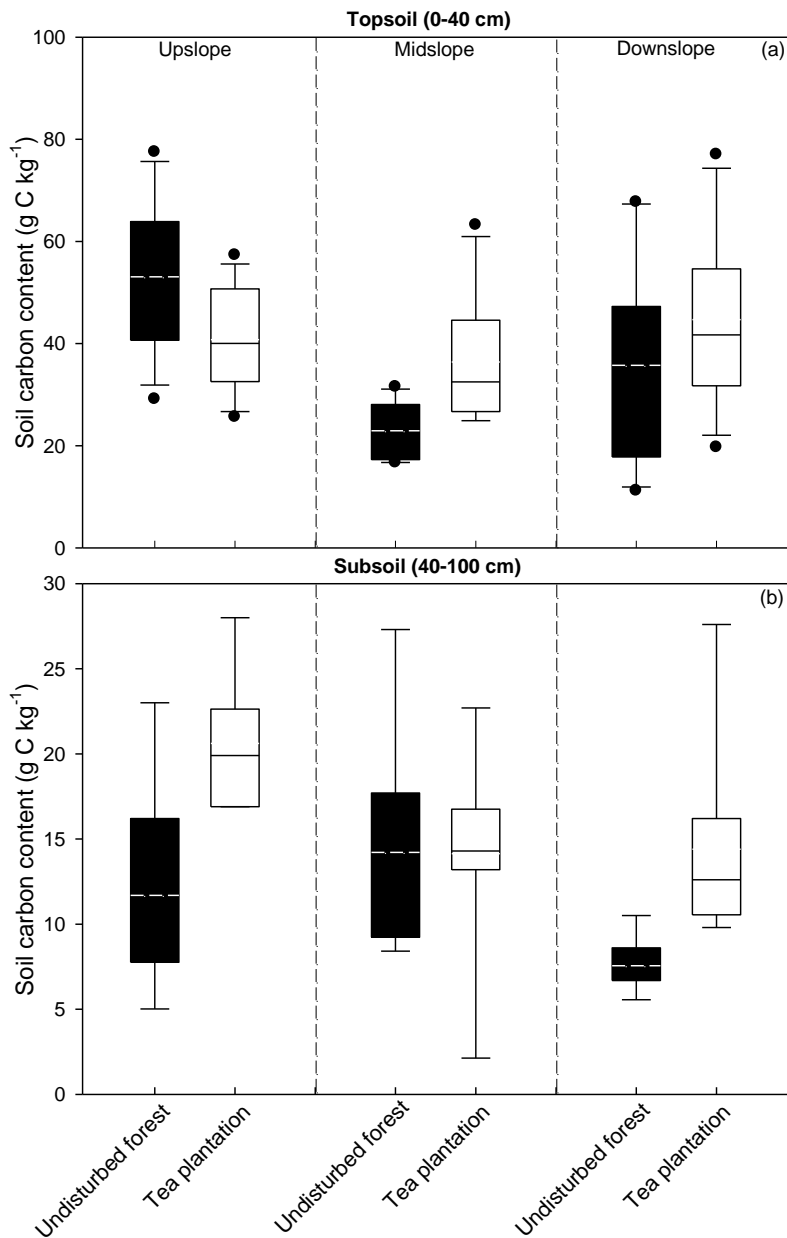 Topsoil (0-40 cm)
Upslope Midslope Downslope (a)
Soil carbon content (g C kg⁻¹)
100
80
60
40
20
0
Subsoil (40-100 cm)
(b)
Soil carbon content (g C kg⁻¹)
30
25
20
15
10
5
0
Undisturbed forest Tea plantation Undisturbed forest Tea plantation Undisturbed forest Tea plantation